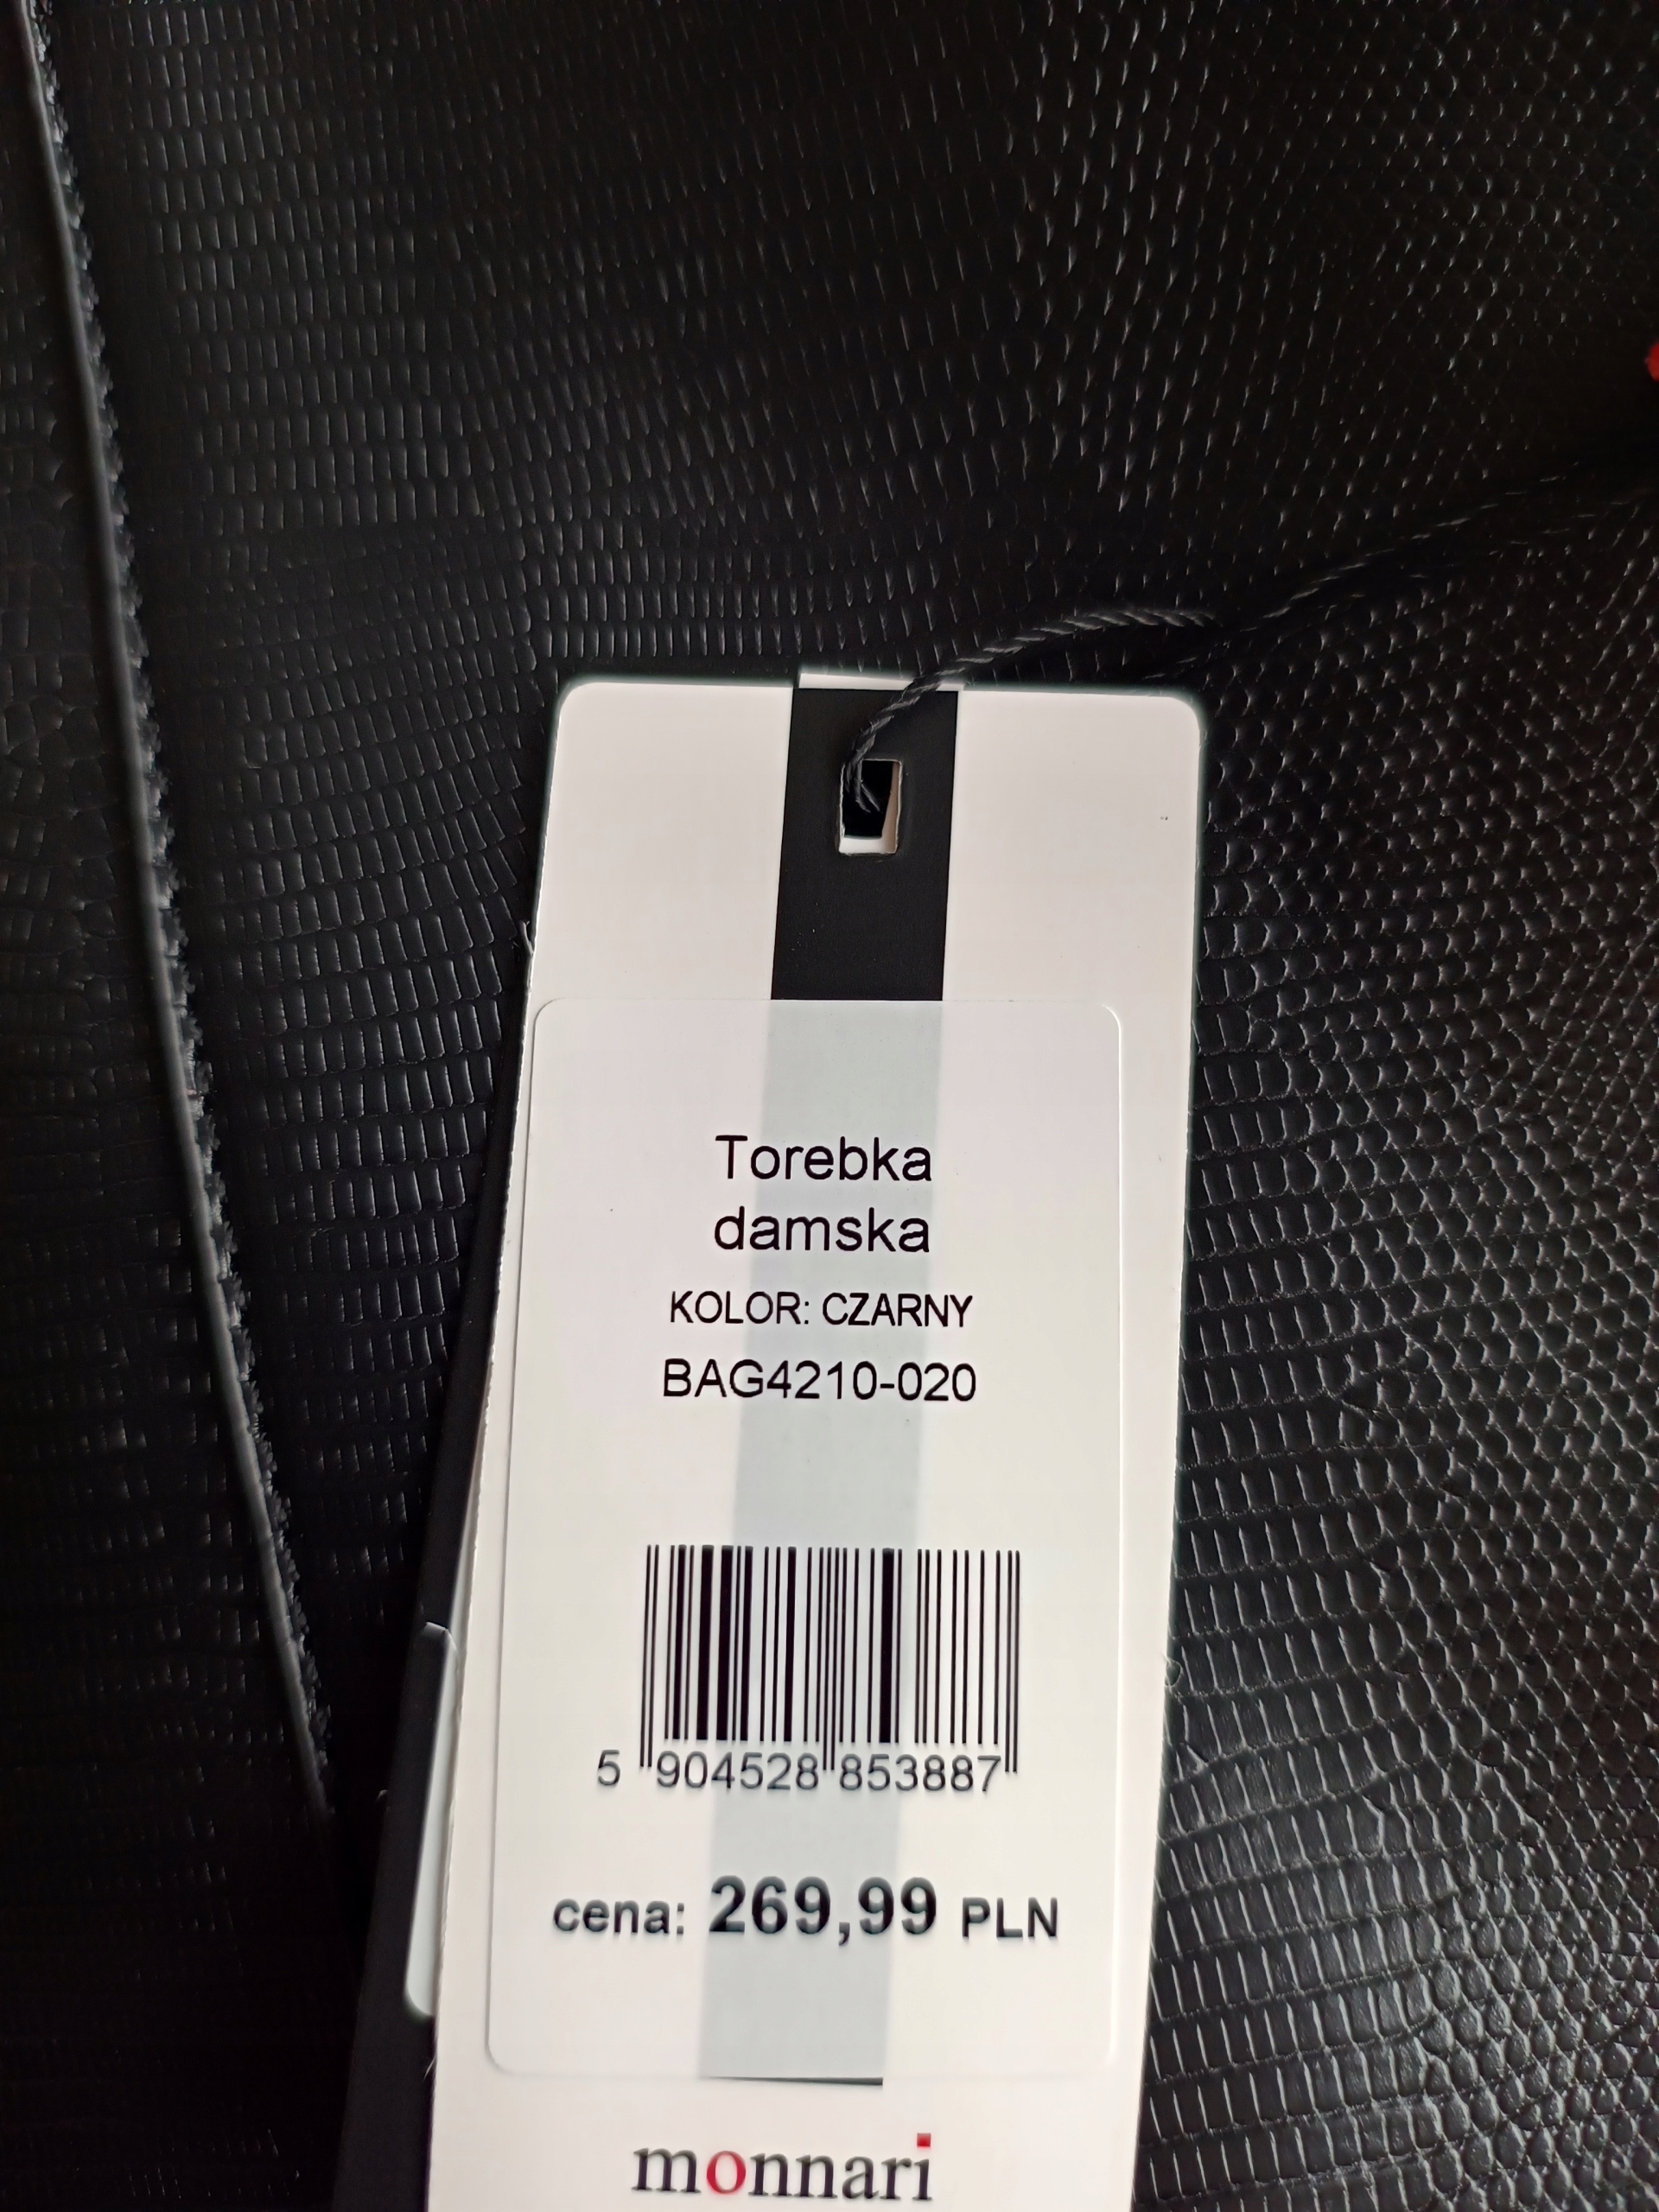 Torebka
damska
KOLOR: CZARNY
BAG4210-020
5 904528 853887
cena: 269,99 PLN
monnari